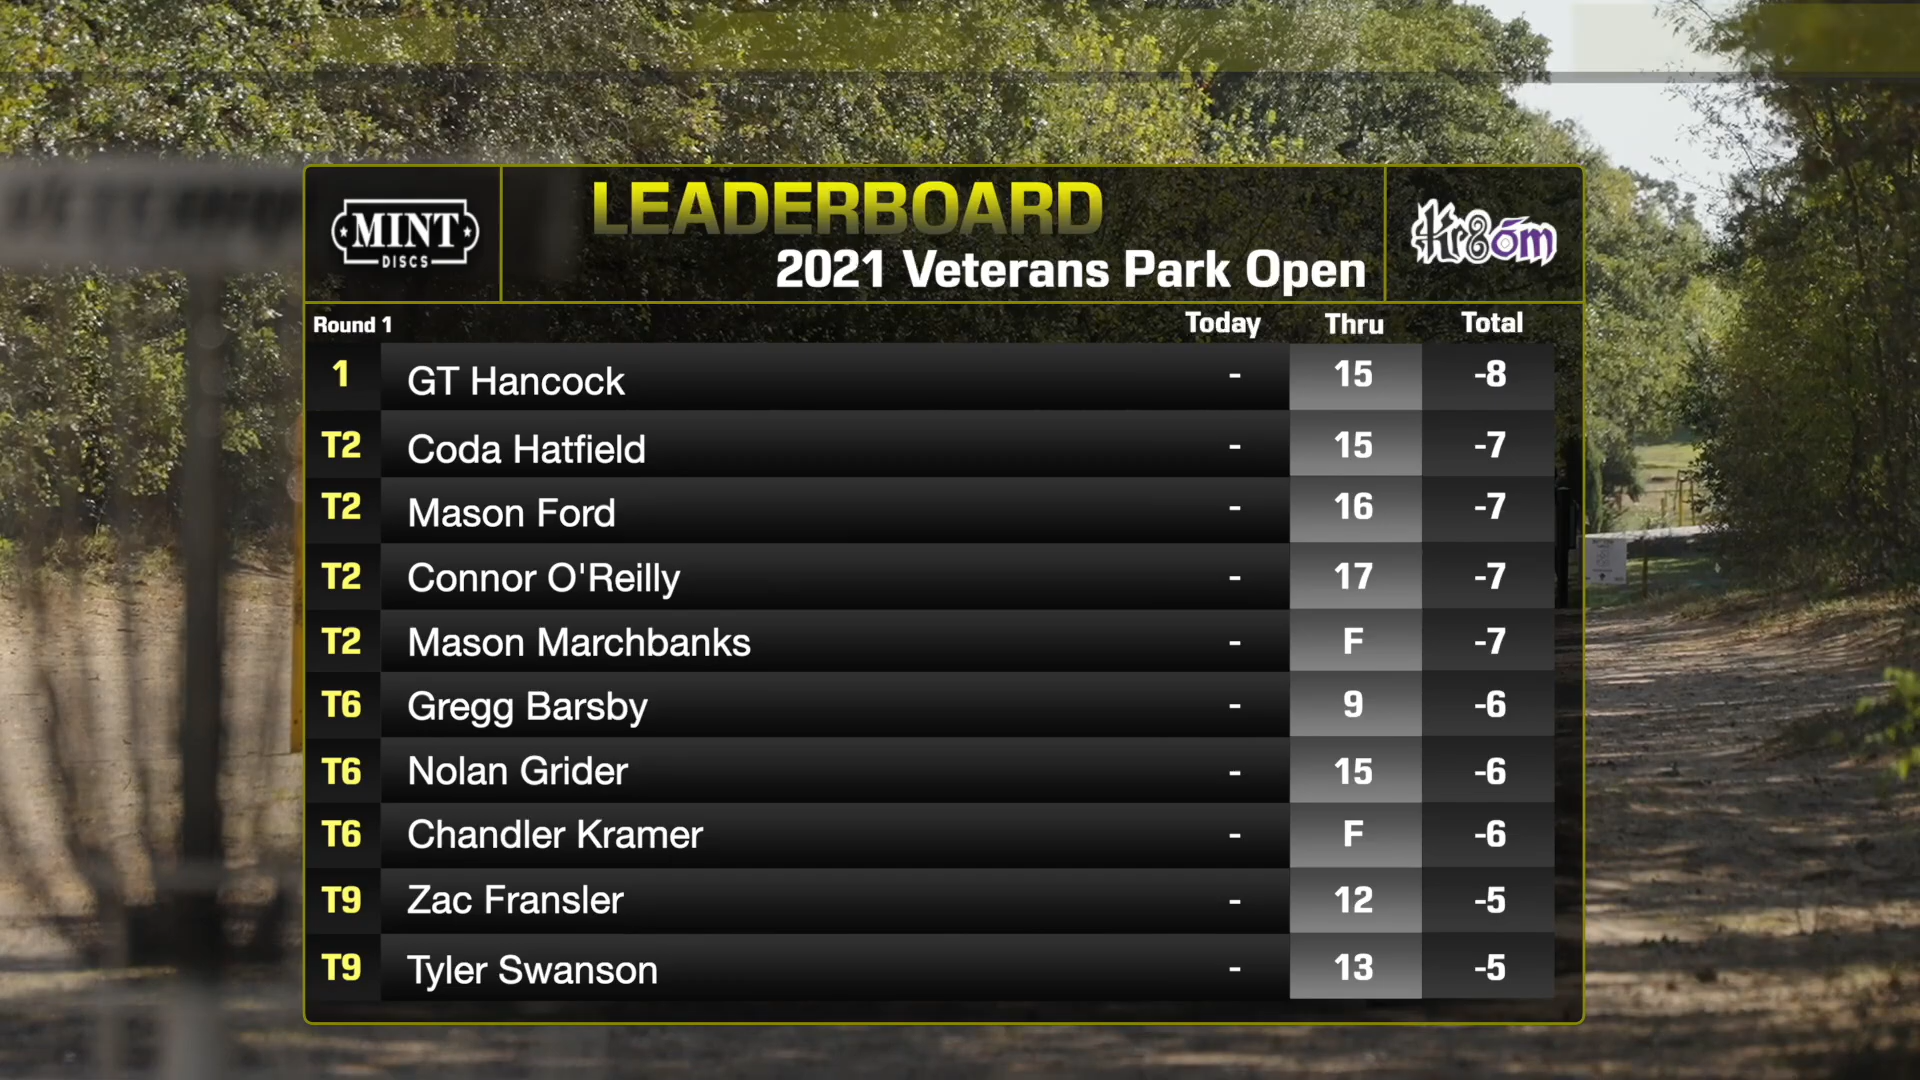 MINT
DISCS
LEADERBOARD
2021 Veterans Park Open
Kr8ōm
Round 1 Today Thru Total
1 GT Hancock - 15 -8
T2 Coda Hatfield - 15 -7
T2 Mason Ford - 16 -7
T2 Connor O'Reilly - 17 -7
T2 Mason Marchbanks - F -7
T6 Gregg Barsby - 9 -6
T6 Nolan Grider - 15 -6
T6 Chandler Kramer - F -6
T9 Zac Fransler - 12 -5
T9 Tyler Swanson - 13 -5